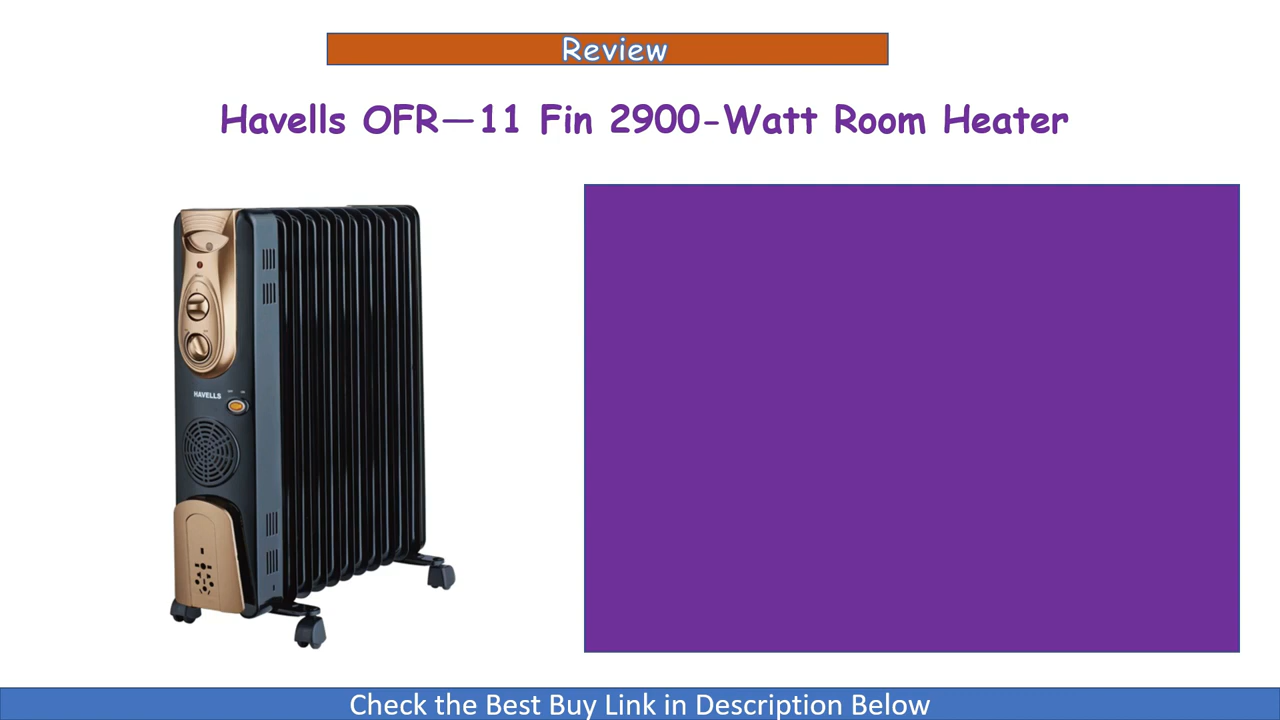 Review
Havells OFR—11 Fin 2900-Watt Room Heater
HAVELLS
Check the Best Buy Link in Description Below